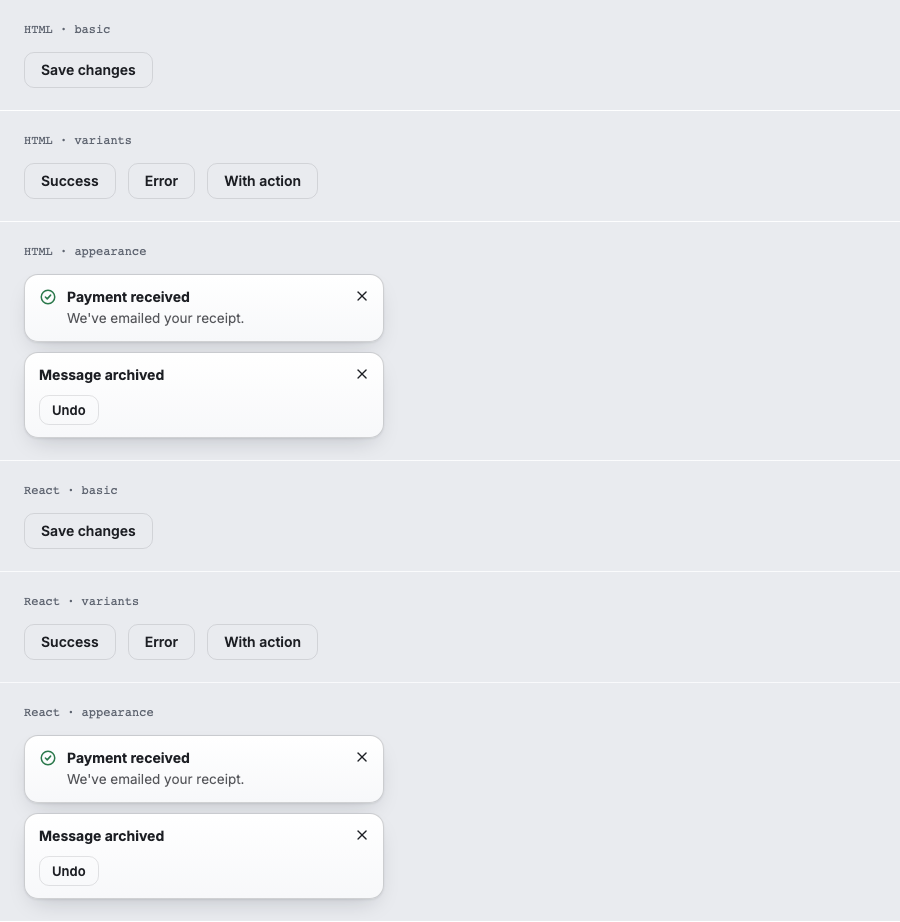 HTML · basic
Save changes
HTML · variants
Success Error With action
HTML · appearance
Payment received
We've emailed your receipt.
Message archived
Undo
React · basic
Save changes
React · variants
Success Error With action
React · appearance
Payment received
We've emailed your receipt.
Message archived
Undo